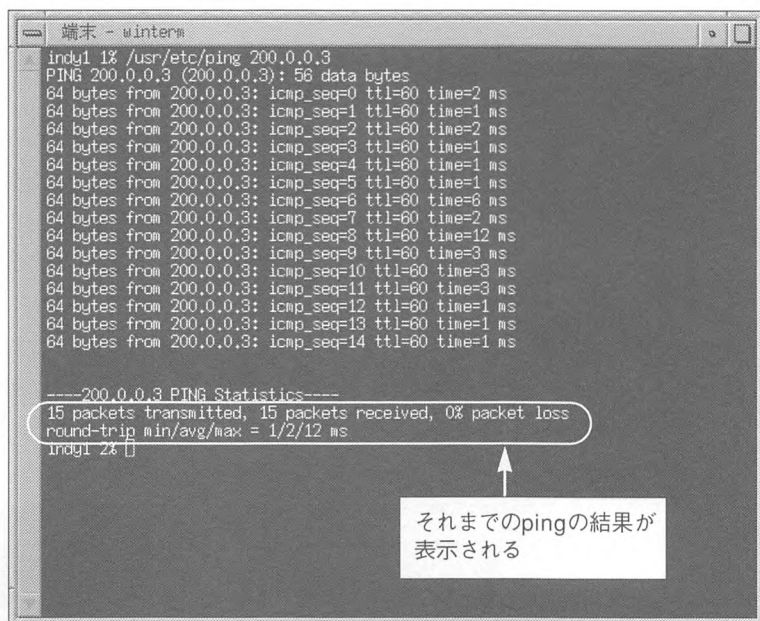 端末 - winterm
indy1 1% /usr/etc/ping 200.0.0.3
PING 200.0.0.3 (200.0.0.3): 56 data bytes
64 bytes from 200.0.0.3: icmp_seq=0 ttl=60 time=2 ms
64 bytes from 200.0.0.3: icmp_seq=1 ttl=60 time=1 ms
64 bytes from 200.0.0.3: icmp_seq=2 ttl=60 time=2 ms
64 bytes from 200.0.0.3: icmp_seq=3 ttl=60 time=1 ms
64 bytes from 200.0.0.3: icmp_seq=4 ttl=60 time=1 ms
64 bytes from 200.0.0.3: icmp_seq=5 ttl=60 time=1 ms
64 bytes from 200.0.0.3: icmp_seq=6 ttl=60 time=6 ms
64 bytes from 200.0.0.3: icmp_seq=7 ttl=60 time=2 ms
64 bytes from 200.0.0.3: icmp_seq=8 ttl=60 time=12 ms
64 bytes from 200.0.0.3: icmp_seq=9 ttl=60 time=3 ms
64 bytes from 200.0.0.3: icmp_seq=10 ttl=60 time=3 ms
64 bytes from 200.0.0.3: icmp_seq=11 ttl=60 time=3 ms
64 bytes from 200.0.0.3: icmp_seq=12 ttl=60 time=1 ms
64 bytes from 200.0.0.3: icmp_seq=13 ttl=60 time=1 ms
64 bytes from 200.0.0.3: icmp_seq=14 ttl=60 time=1 ms
----200.0.0.3 PING Statistics----
15 packets transmitted, 15 packets received, 0% packet loss
round-trip min/avg/max = 1/2/12 ms
indy1 2%
それまでのpingの結果が
表示される